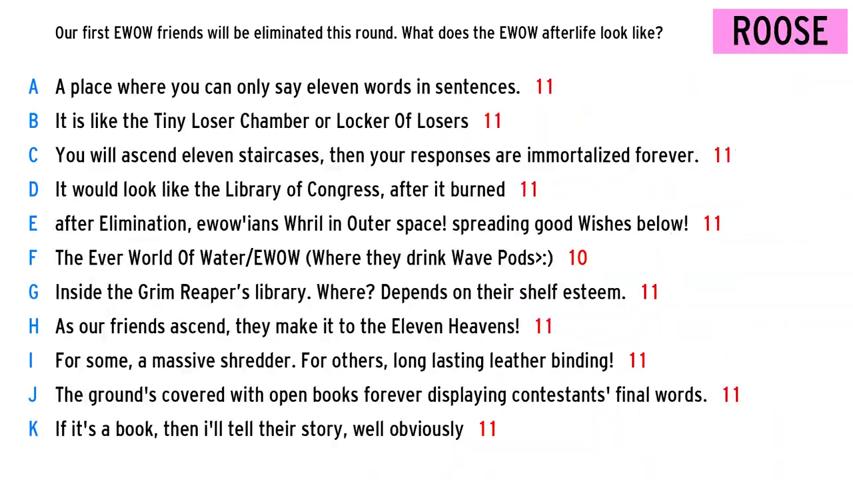 Our first EWOW friends will be eliminated this round. What does the EWOW afterlife look like?
ROOSE
A A place where you can only say eleven words in sentences. 11
B It is like the Tiny Loser Chamber or Locker Of Losers 11
C You will ascend eleven staircases, then your responses are immortalized forever. 11
D It would look like the Library of Congress, after it burned 11
E after Elimination, ewow'ians Whril in Outer space! spreading good Wishes below! 11
F The Ever World Of Water/EWOW (Where they drink Wave Pods>:) 10
G Inside the Grim Reaper's library. Where? Depends on their shelf esteem. 11
H As our friends ascend, they make it to the Eleven Heavens! 11
I For some, a massive shredder. For others, long lasting leather binding! 11
J The ground's covered with open books forever displaying contestants' final words. 11
K If it's a book, then i'll tell their story, well obviously 11